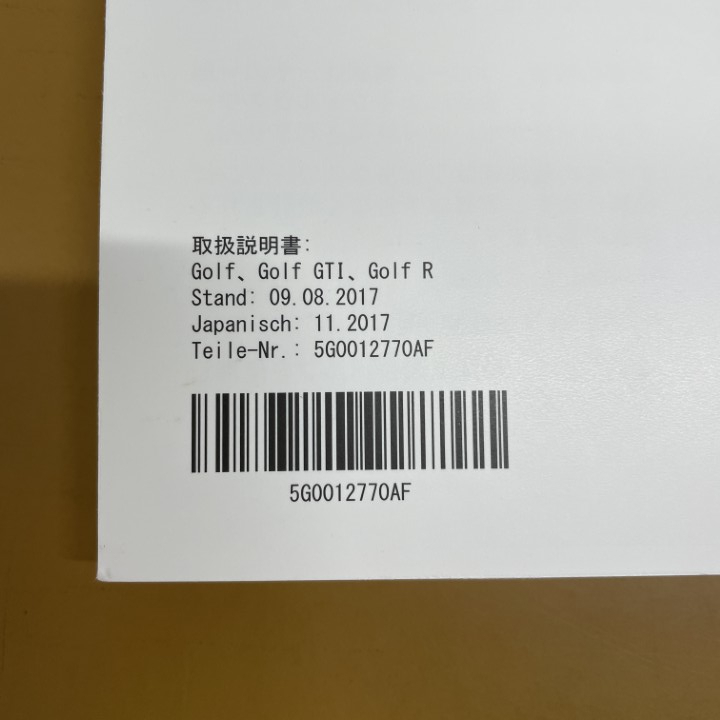 取扱説明書:
Golf、Golf GTI、Golf R
Stand: 09.08.2017
Japanisch: 11.2017
Teile-Nr.: 5G0012770AF
5G0012770AF